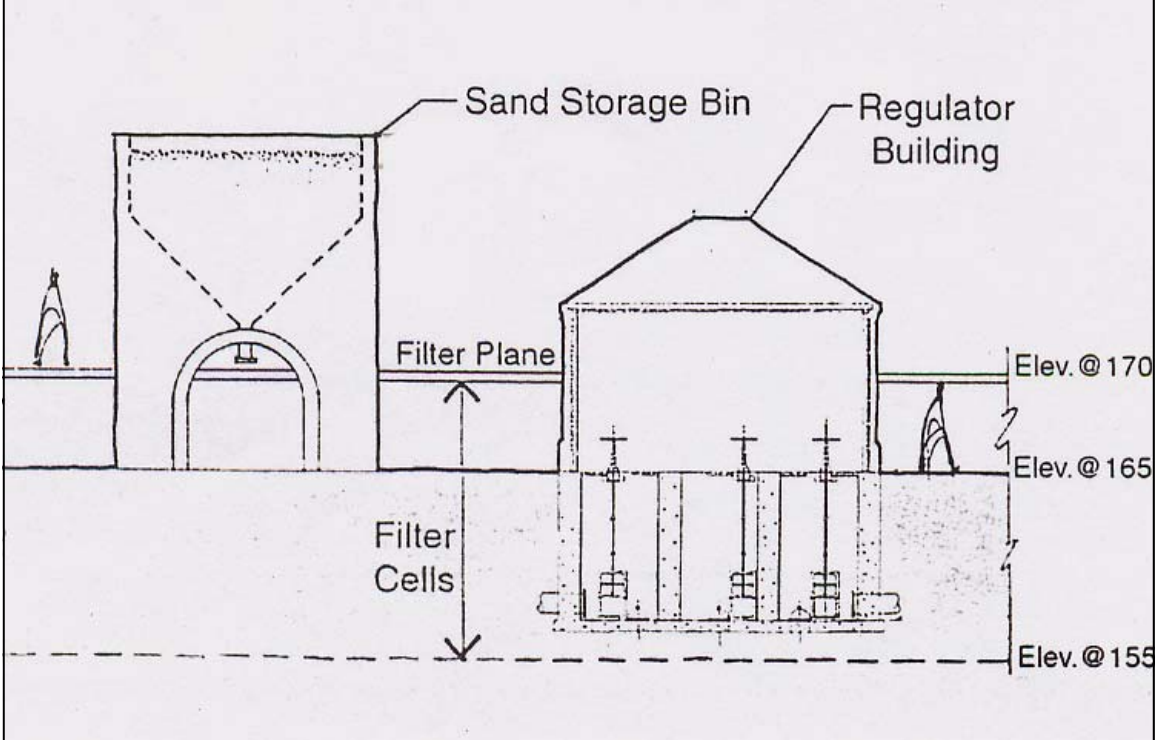 Sand Storage Bin
Regulator
Building
Filter Plane
Elev.@170
Elev.@165
Filter
Cells
Elev.@155